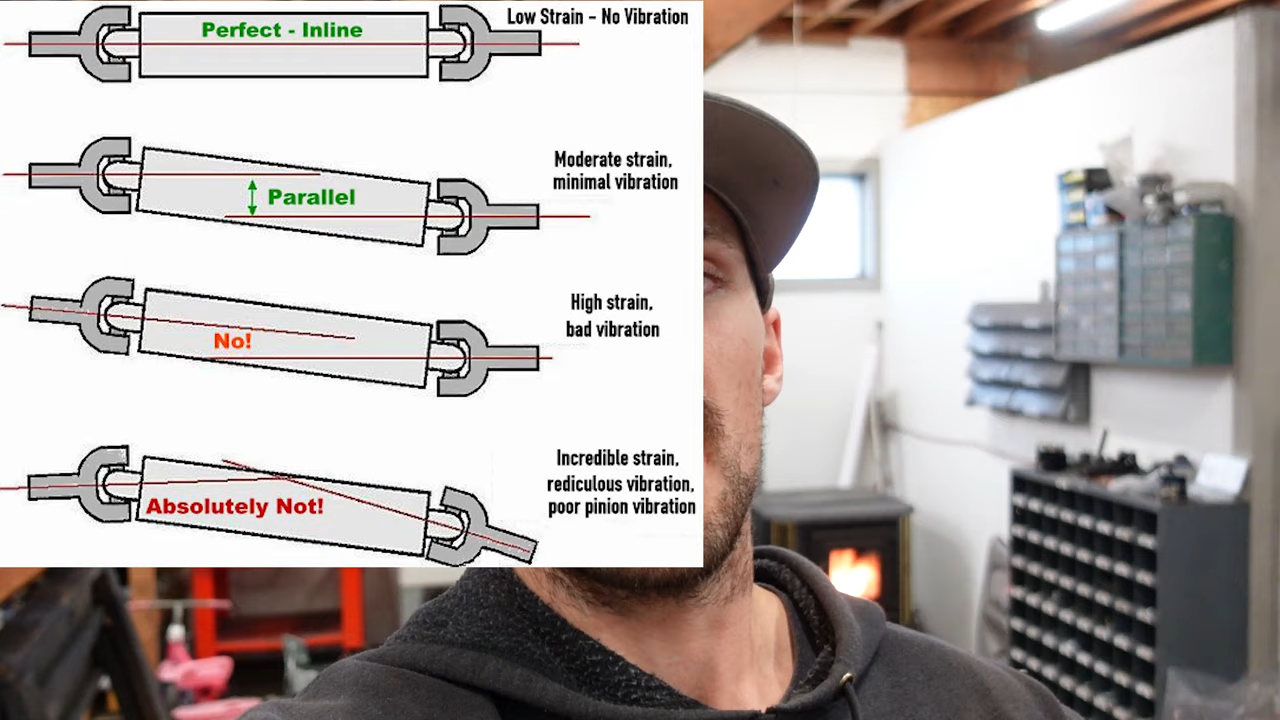 Perfect - Inline
Low Strain – No Vibration
Parallel
Moderate strain,
minimal vibration
No!
High strain,
bad vibration
Absolutely Not!
Incredible strain,
rediculous vibration,
poor pinion vibration